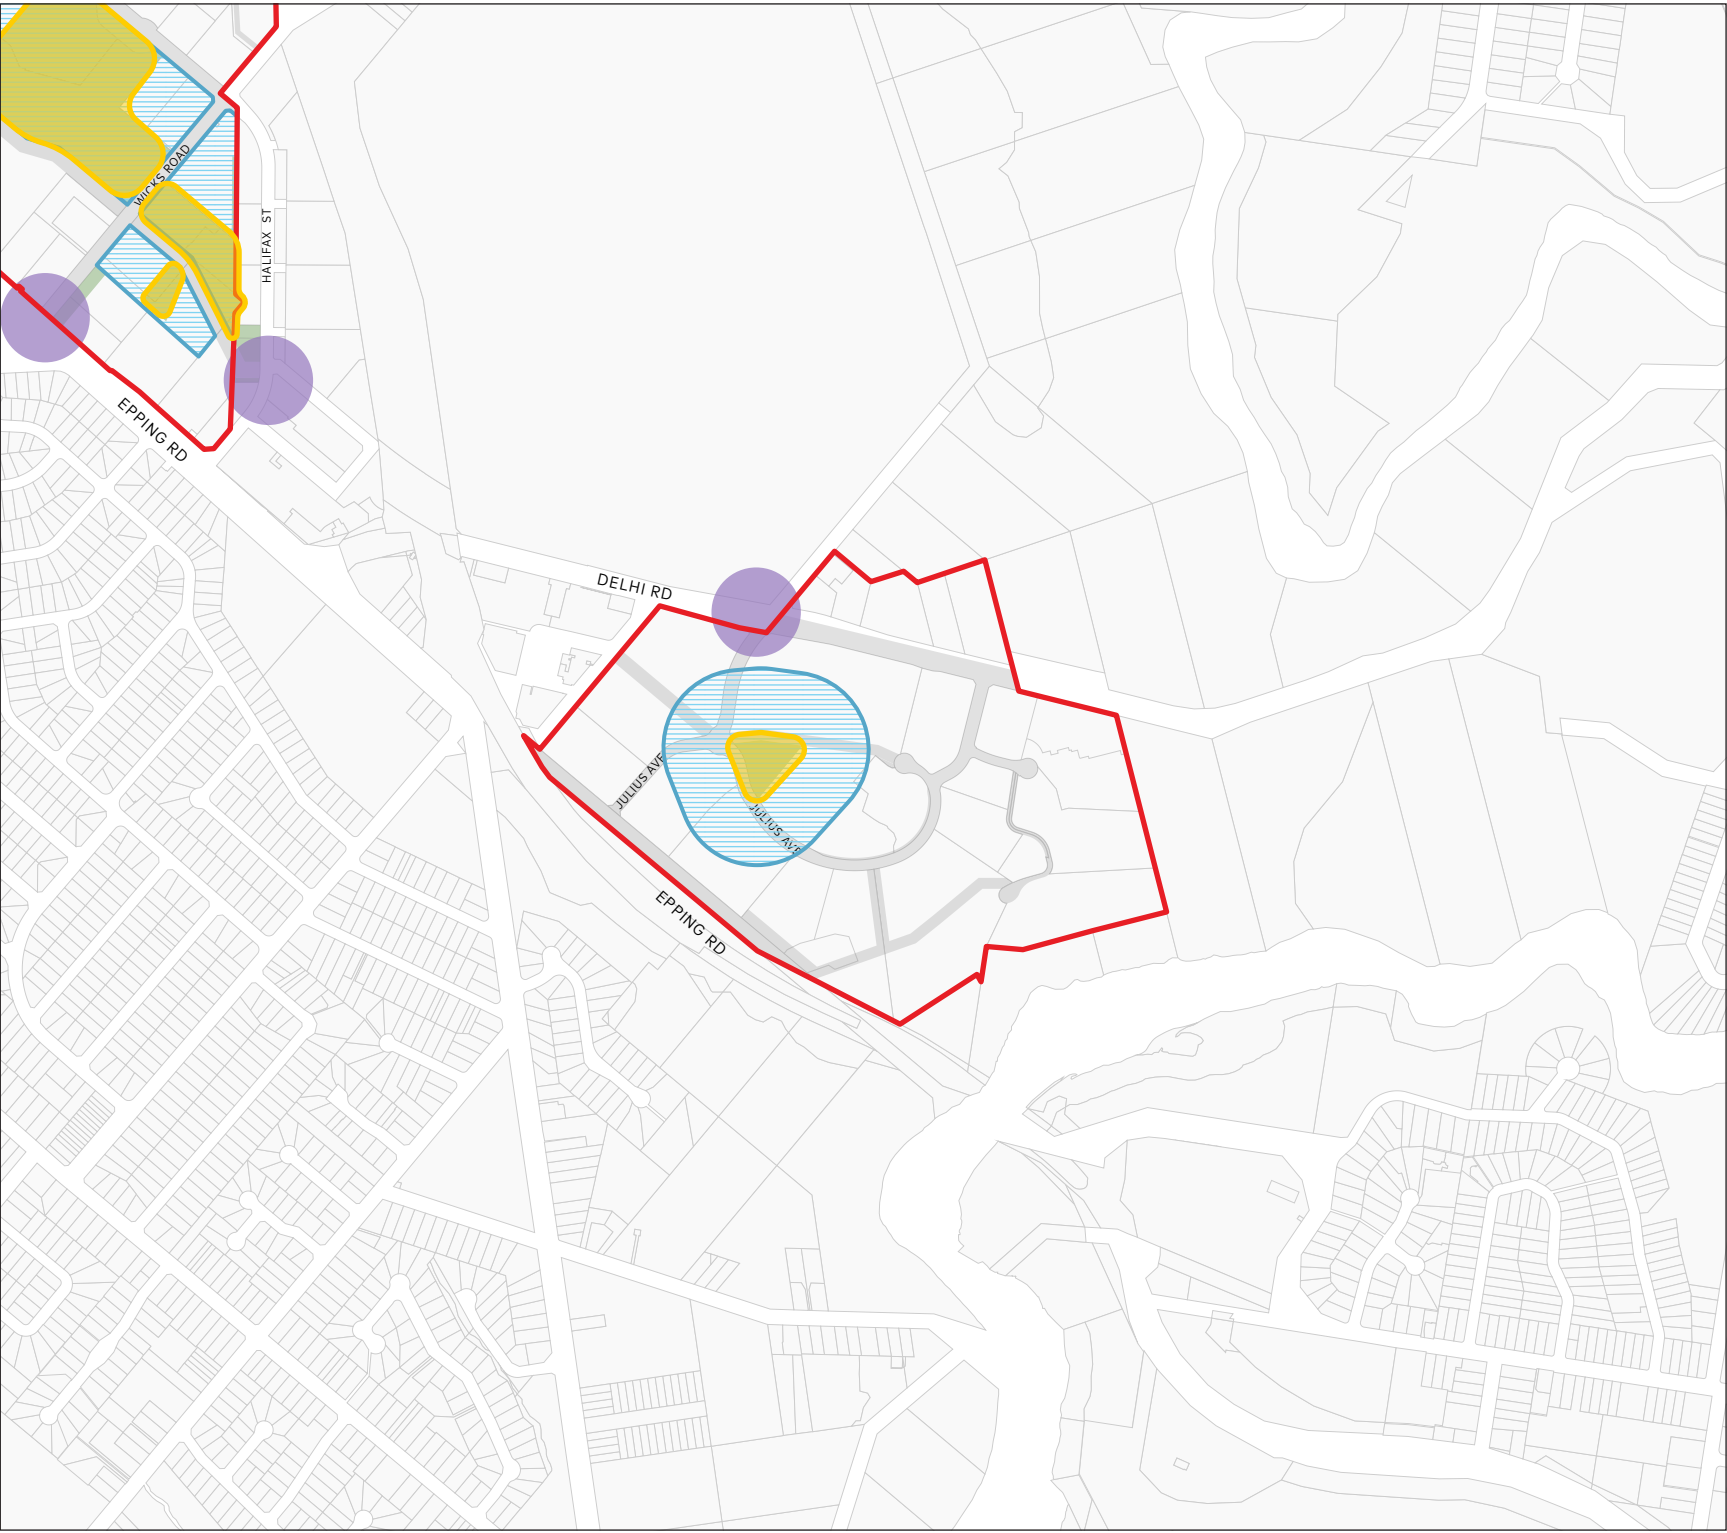 WICKS ROAD
HALIFAX ST
EPPING RD
DELHI RD
JULIUS AVE
JULIUS AVE
EPPING RD